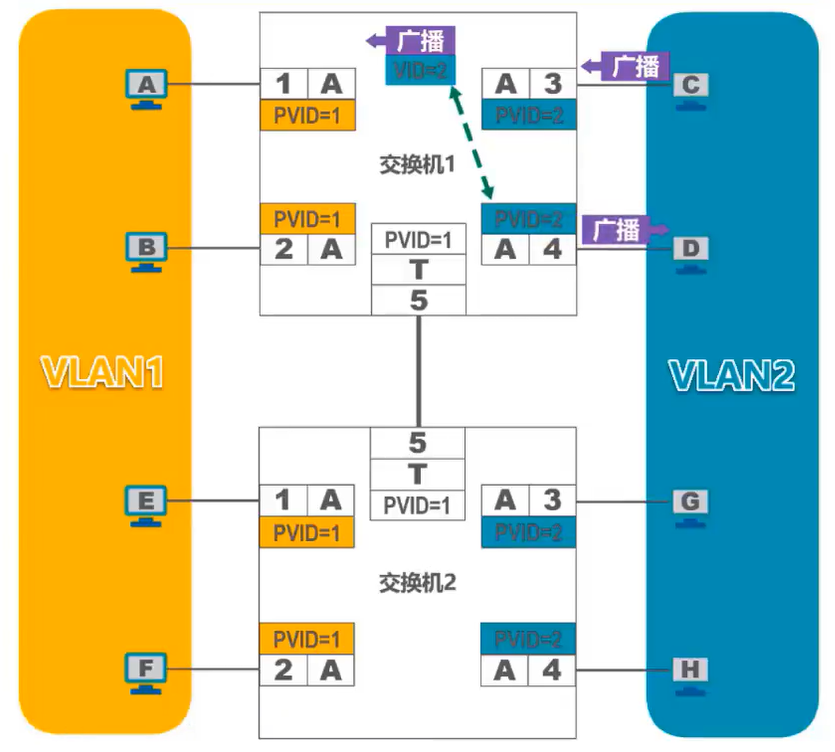 广播
VID=2
广播
A
1 A
PVID=1
A 3
PVID=2
C
交换机1
PVID=1
2 A
B
PVID=1
T
5
PVID=2
A 4
广播
D
VLAN1
VLAN2
5
T
PVID=1
E
1 A
PVID=1
A 3
PVID=2
G
交换机2
PVID=1
2 A
F
PVID=2
A 4
H